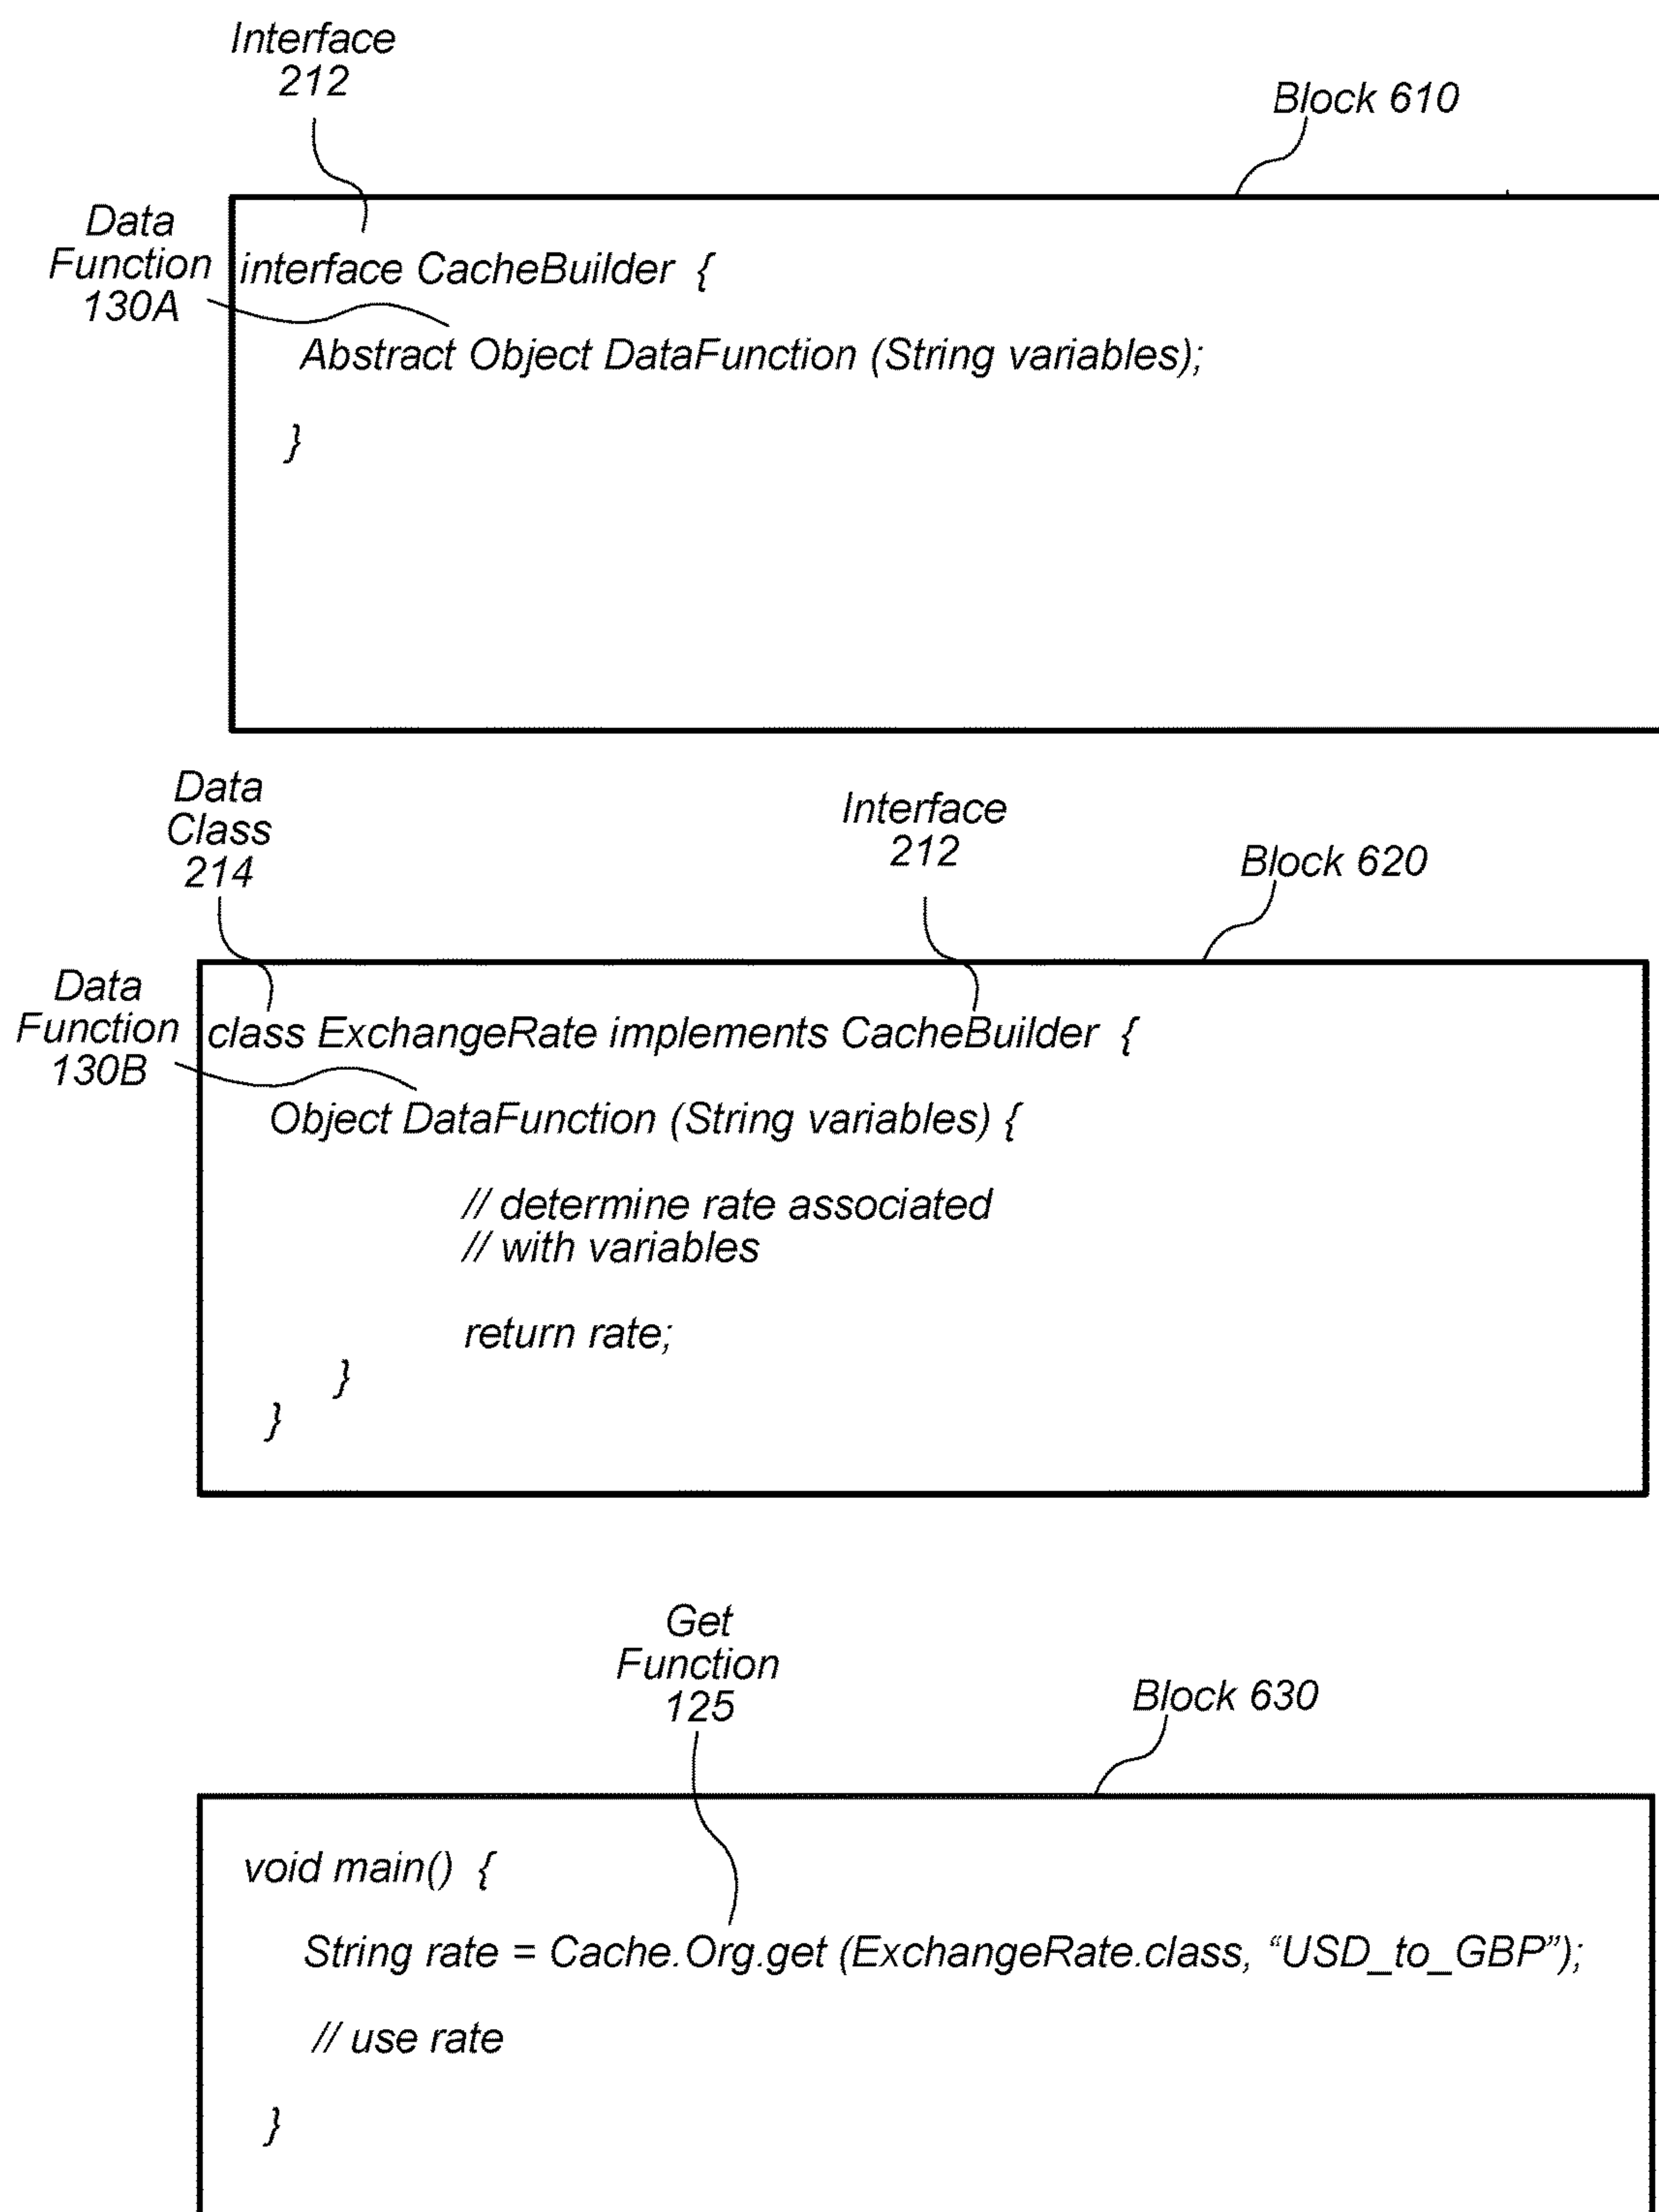 Interface
212
Block 610
Data
Function
130A
interface CacheBuilder {
Abstract Object DataFunction (String variables);
}
Data
Class
214
Interface
212
Block 620
Data
Function
130B
class ExchangeRate implements CacheBuilder {
Object DataFunction (String variables) {
// determine rate associated
// with variables
return rate;
}
}
Get
Function
125
Block 630
void main() {
String rate = Cache.Org.get (ExchangeRate.class, “USD_to_GBP”);
// use rate
}